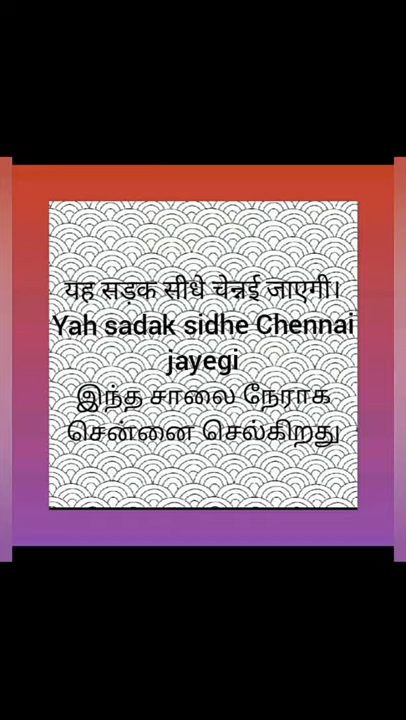 यह सड़क सीधे चेन्नई जाएगी।
Yah sadak sidhe Chennai
jayegi
இந்த சாலை நேராக
சென்னை செல்கிறது